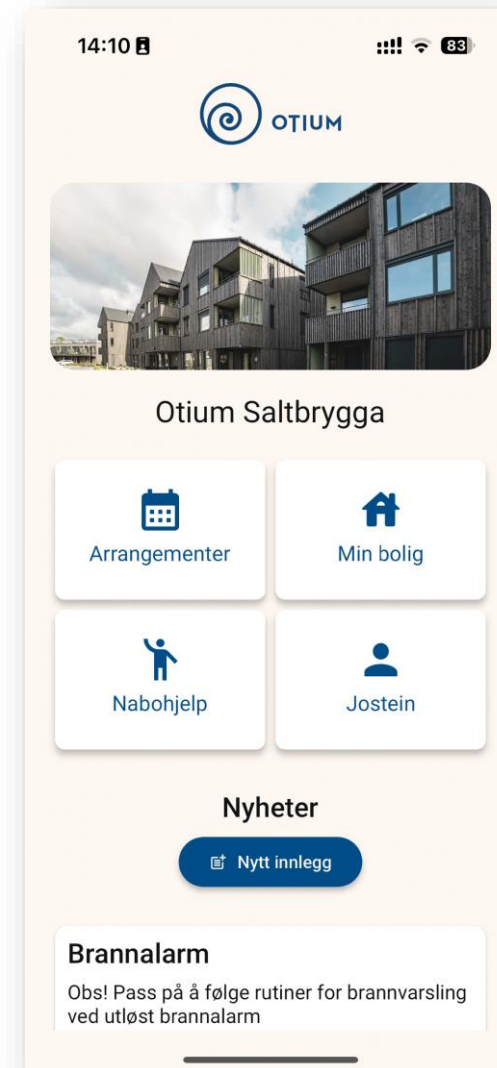 14:10
83
OTIUM
Otium Saltbrygga
Arrangementer
Min bolig
Nabohjelp
Jostein
Nyheter
Nytt innlegg
Brannalarm
Obs! Pass på å følge rutiner for brannvarsling
ved utløst brannalarm